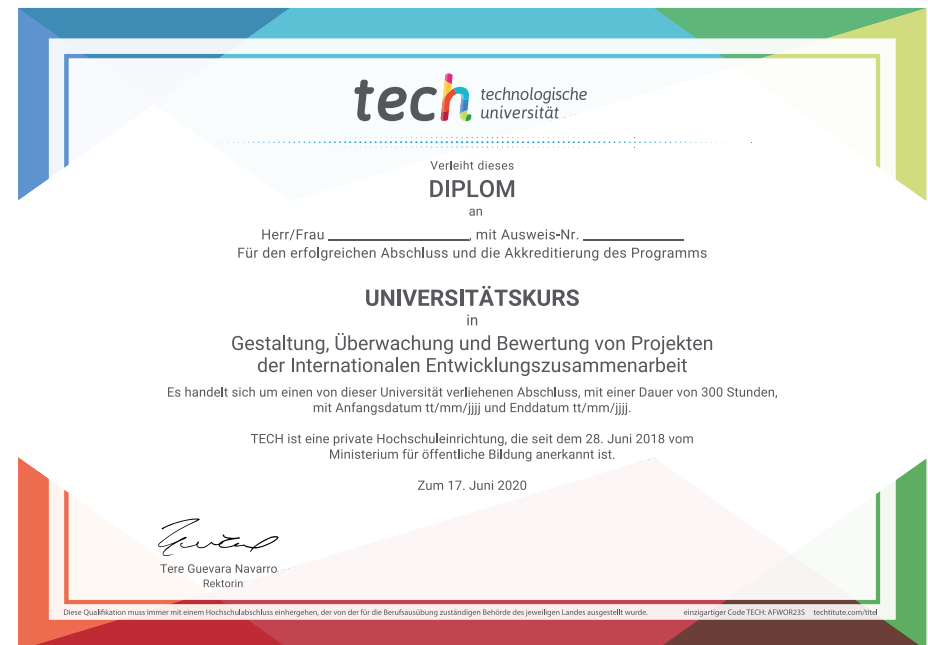 tech technologische
universität
Verleiht dieses
DIPLOM
an
Herr/Frau ____________________, mit Ausweis-Nr. ______________
Für den erfolgreichen Abschluss und die Akkreditierung des Programms
UNIVERSITÄTSKURS
in
Gestaltung, Überwachung und Bewertung von Projekten
der Internationalen Entwicklungszusammenarbeit
Es handelt sich um einen von dieser Universität verliehenen Abschluss, mit einer Dauer von 300 Stunden,
mit Anfangsdatum tt/mm/jjjj und Enddatum tt/mm/jjjj.
TECH ist eine private Hochschuleinrichtung, die seit dem 28. Juni 2018 vom
Ministerium für öffentliche Bildung anerkannt ist.
Zum 17. Juni 2020
Tere Guevara Navarro
Rektorin
Diese Qualifikation muss immer mit einem Hochschulabschluss einhergehen, der von der für die Berufsausübung zuständigen Behörde des jeweiligen Landes ausgestellt wurde. einzigartiger Code TECH: AFWOR23S techtitute.com/titel